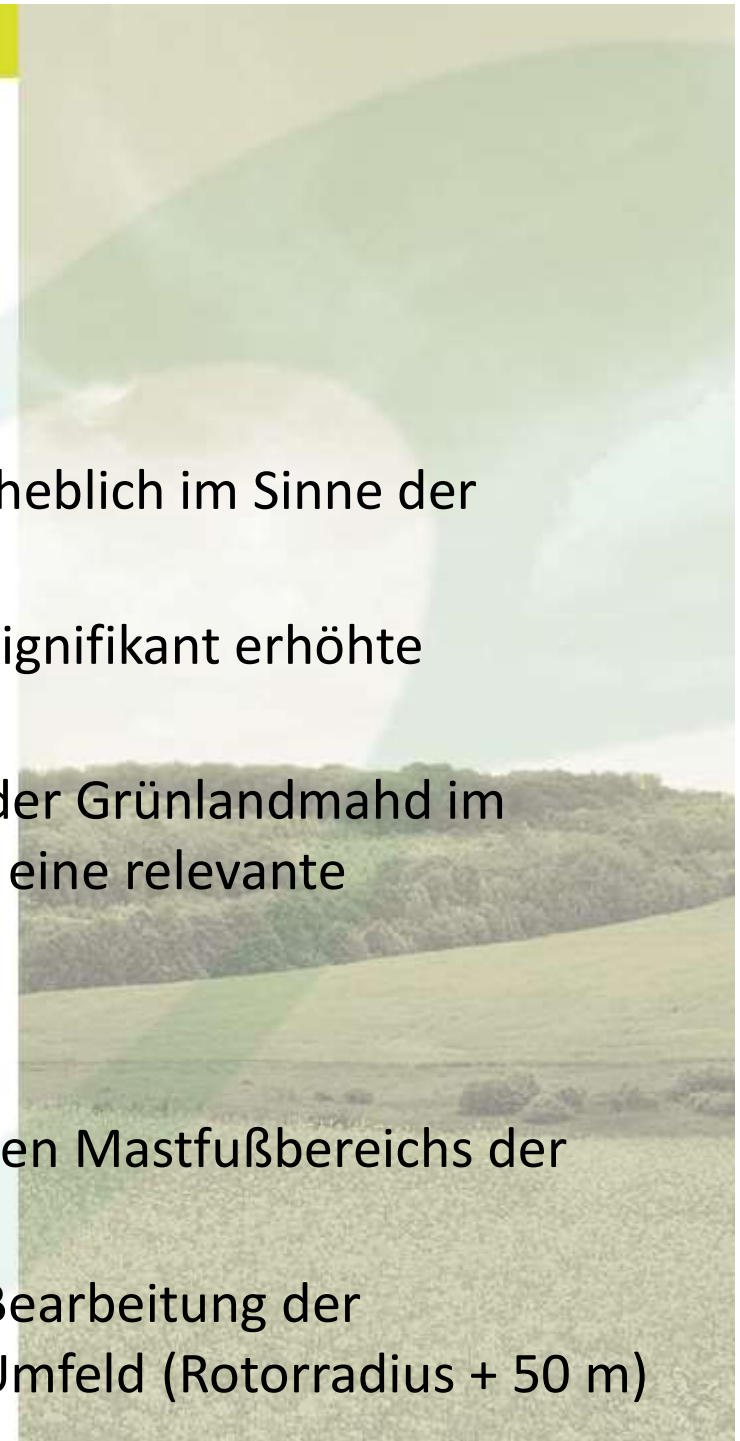 heblich im Sinne der
ignifikant erhöhte
der Grünlandmahd im
eine relevante
en Mastfußbereichs der
Bearbeitung der
Umfeld (Rotorradius + 50 m)